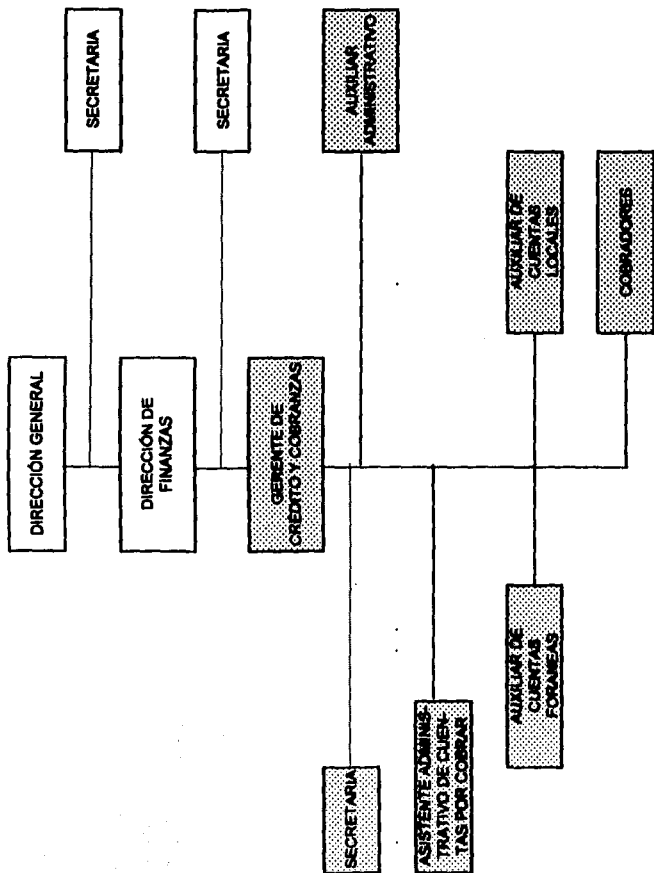 DIRECCIÓN GENERAL
SECRETARIA
DIRECCIÓN DE
FINANZAS
SECRETARIA
GERENTE DE
CRÉDITO Y COBRANZAS
SECRETARIA
AUXILIAR
ADMINISTRATIVO
ASISTENTE ADMINIS-
TRATIVO DE CUEN-
TAS POR COBRAR
AUXILIAR DE
CUENTAS
FORANEAS
AUXILIAR DE
CUENTAS
LOCALES
COBRADORES